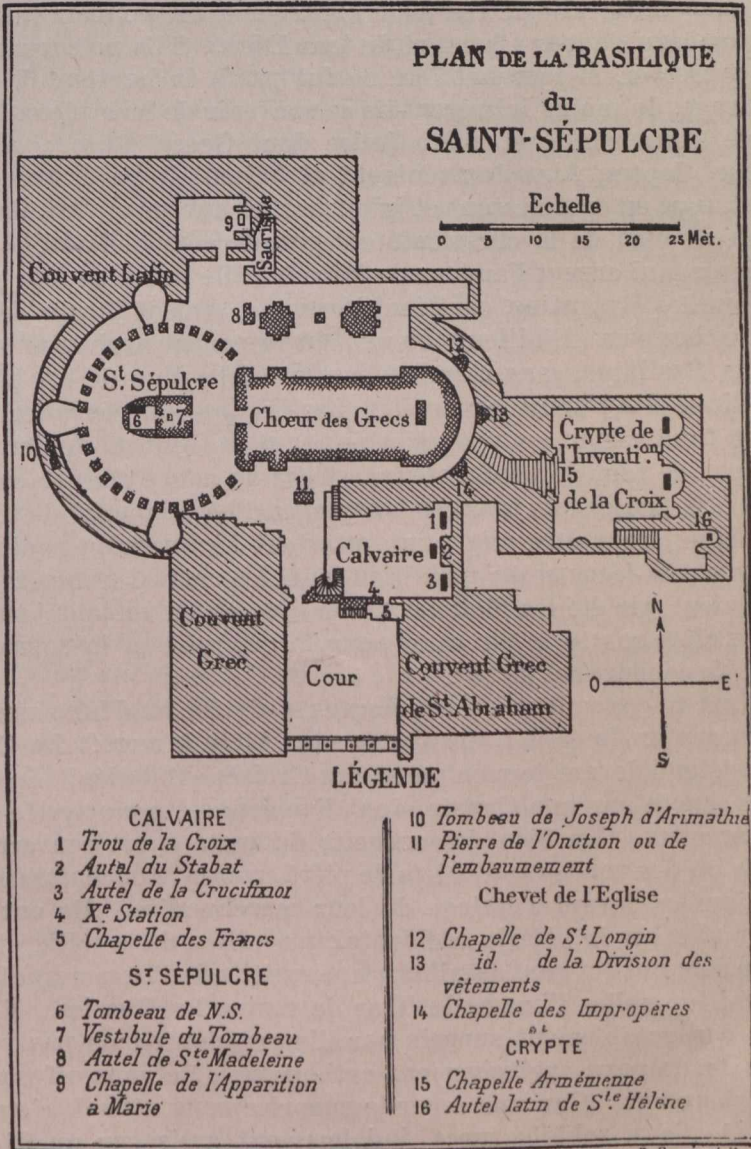 PLAN DE LA BASILIQUE
du
SAINT-SÉPULCRE
Echelle
0 5 10 15 20 25 Mèt.
9
Sacristie
Couvent Latin
8
12
St. Sépulcre
6
7
Chœur des Grecs
13
10
Crypte de
l'Inventi.on
15
de la Croix
14
11
16
1
Calvaire
2
3
4
5
Couvent
Grec
Cour
Couvent Grec
de St. Abraham
N
O
E
S
LÉGENDE
CALVAIRE
1 Trou de la Croix
2 Autel du Stabat
3 Autel de la Crucifixion
4 Xe. Station
5 Chapelle des Francs
ST SÉPULCRE
6 Tombeau de N.S.
7 Vestibule du Tombeau
8 Autel de Ste. Madeleine
9 Chapelle de l'Apparition
à Marie
10 Tombeau de Joseph d'Arimathie
11 Pierre de l'Onction ou de
l'embaumement
Chevet de l'Eglise
12 Chapelle de St. Longin
13 id. de la Division des
vêtements
14 Chapelle des Impropères
CRYPTE
15 Chapelle Arménienne
16 Autel latin de Ste. Hélène